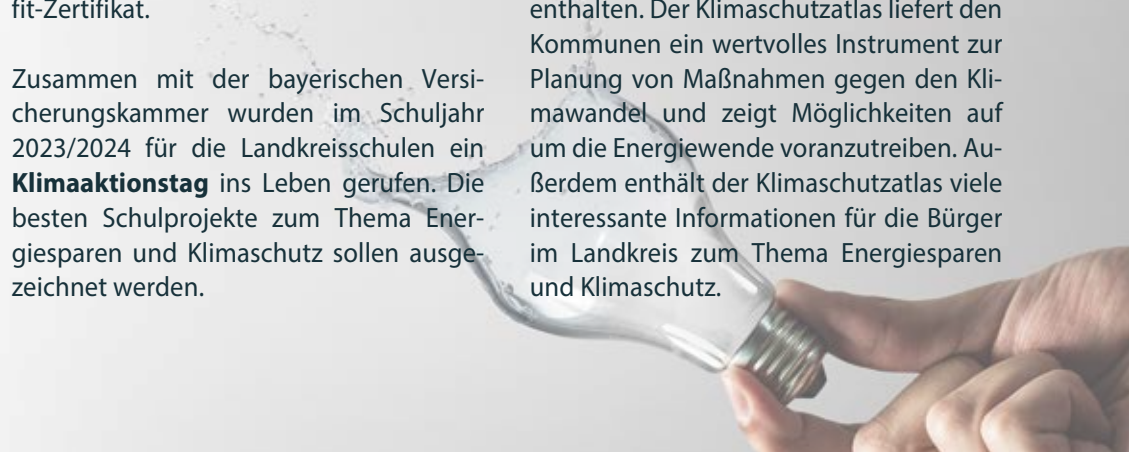 fit-Zertifikat.
Zusammen mit der bayerischen Versi-
cherungskammer wurden im Schuljahr
2023/2024 für die Landkreisschulen ein
Klimaaktionstag ins Leben gerufen. Die
besten Schulprojekte zum Thema Ener-
giesparen und Klimaschutz sollen ausge-
zeichnet werden.
enthalten. Der Klimaschutzatlas liefert den
Kommunen ein wertvolles Instrument zur
Planung von Maßnahmen gegen den Kli-
mawandel und zeigt Möglichkeiten auf
um die Energiewende voranzutreiben. Au-
ßerdem enthält der Klimaschutzatlas viele
interessante Informationen für die Bürger
im Landkreis zum Thema Energiesparen
und Klimaschutz.